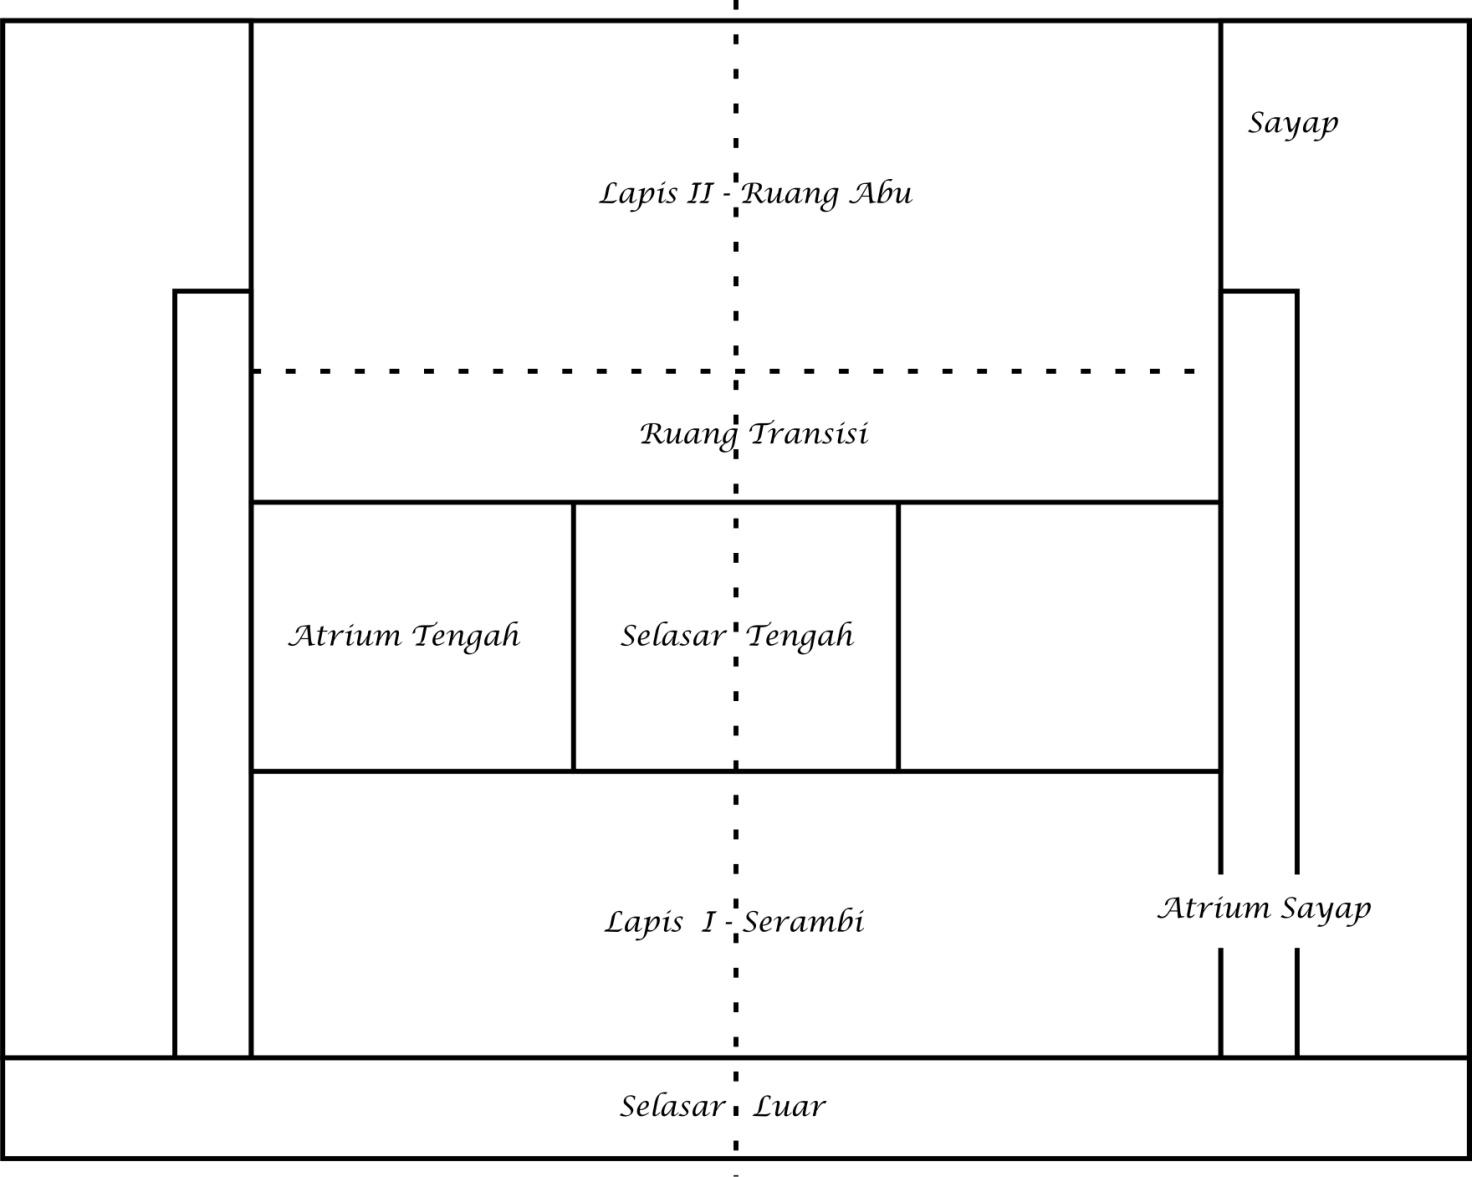 Sayap
Lapis II - Ruang Abu
Ruang Transisi
Atrium Tengah
Selasar Tengah
Atrium Sayap
Lapis I - Serambi
Selasar Luar